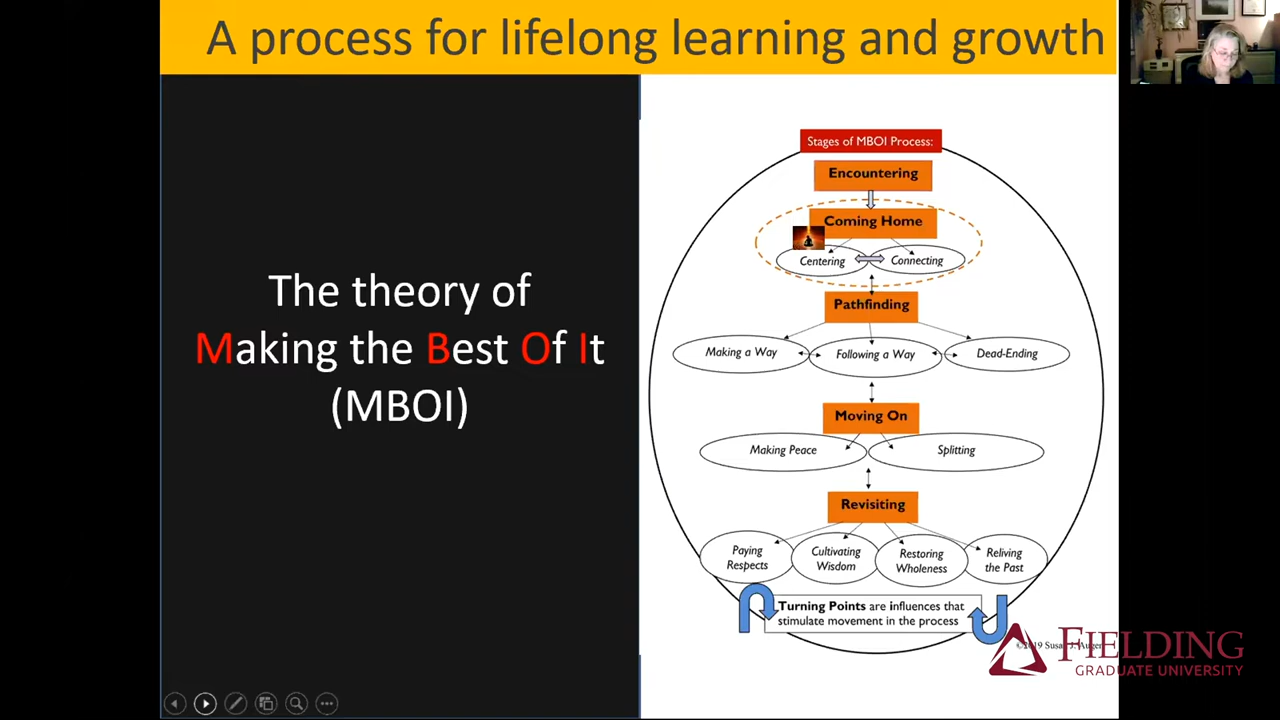 A process for lifelong learning and growth
The theory of
Making the Best Of It
(MBOI)
Stages of MBOI Process:
Encountering
Coming Home
Centering
Connecting
Pathfinding
Making a Way
Following a Way
Dead-Ending
Moving On
Making Peace
Splitting
Revisiting
Paying
Respects
Cultivating
Wisdom
Restoring
Wholeness
Reliving
the Past
Turning Points are influences that
stimulate movement in the process
©2019 Susan J. Auger
FIELDING
GRADUATE UNIVERSITY